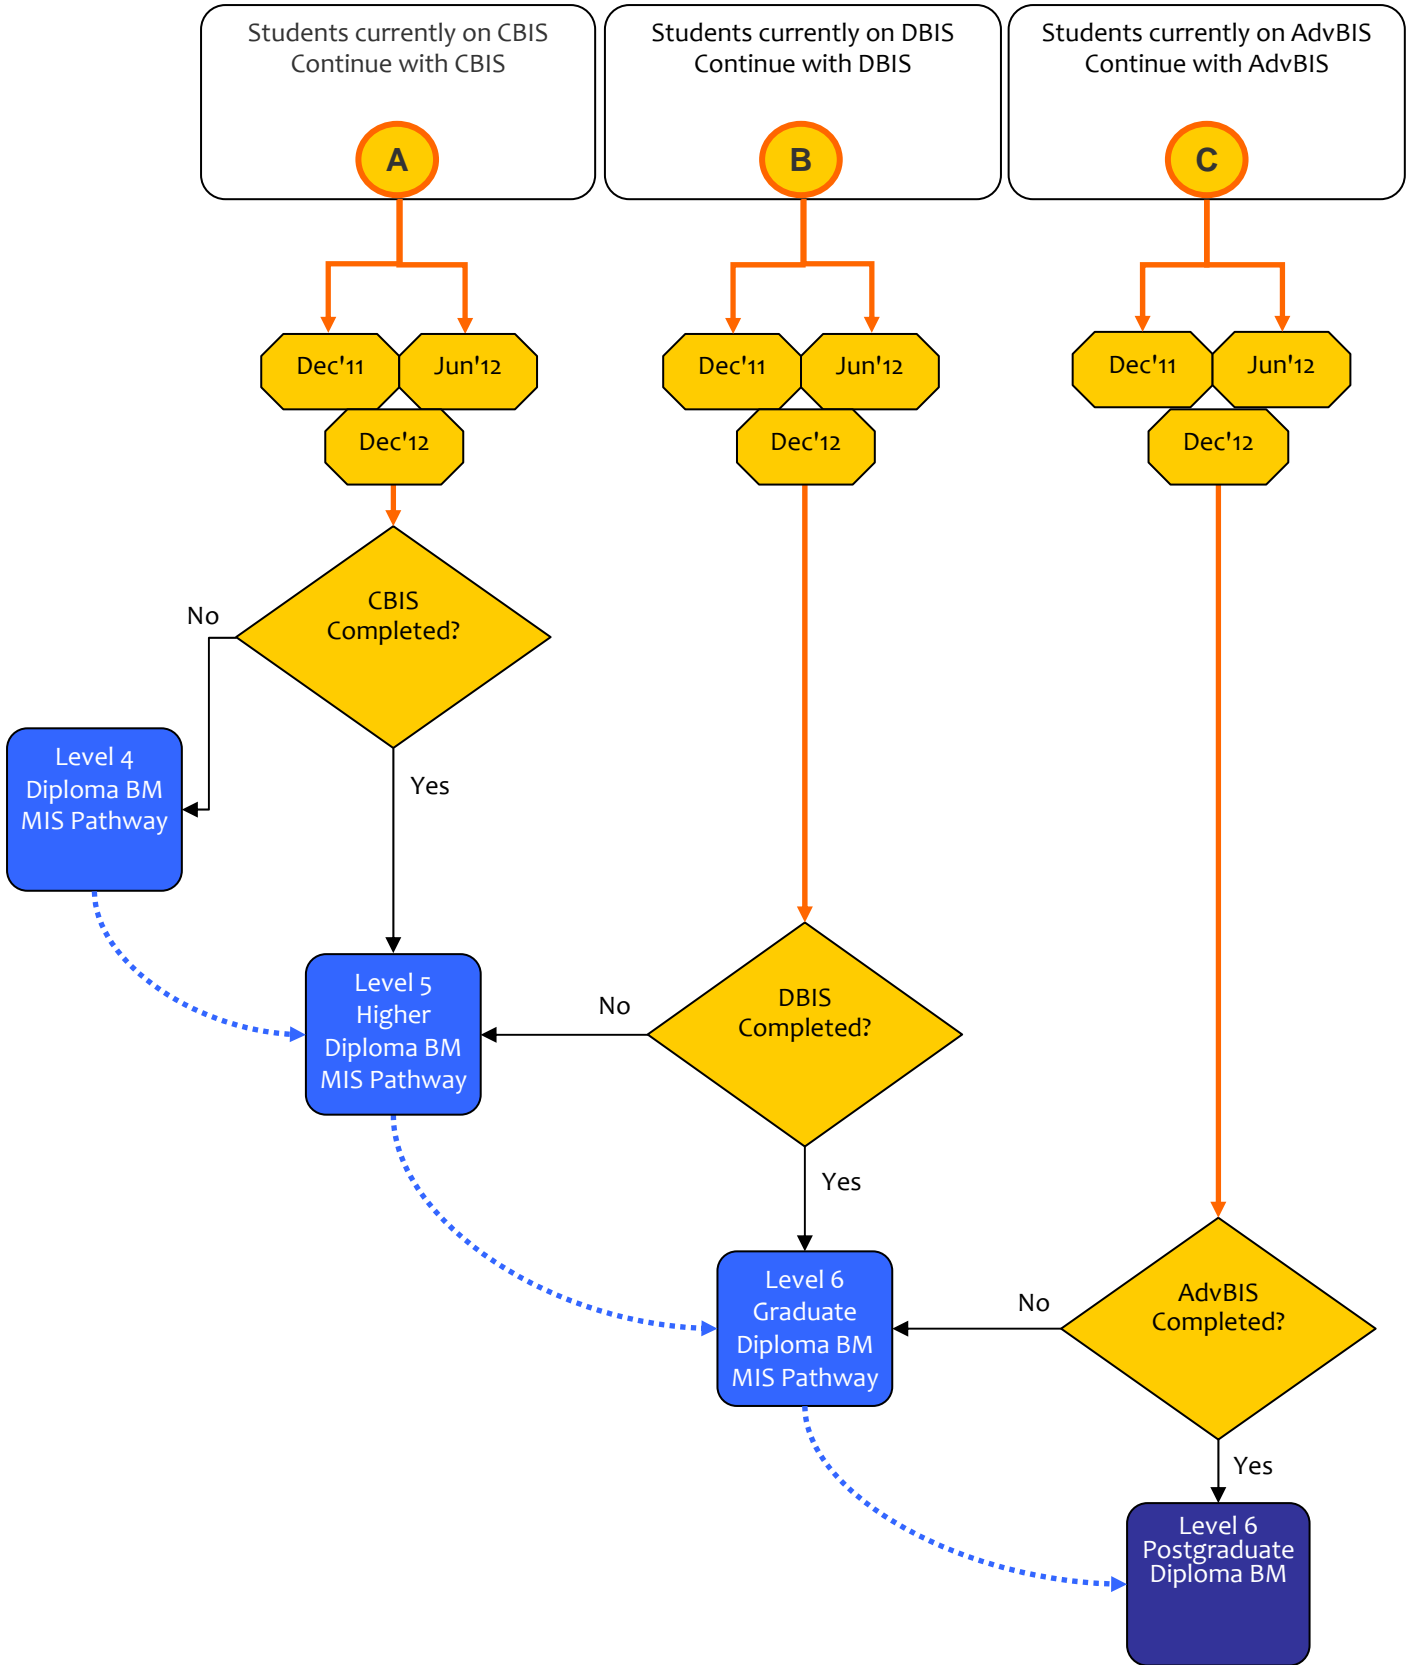 Students currently on CBIS
Continue with CBIS
A
Students currently on DBIS
Continue with DBIS
B
Students currently on AdvBIS
Continue with AdvBIS
C
Dec'11
Jun'12
Dec'12
Dec'11
Jun'12
Dec'12
Dec'11
Jun'12
Dec'12
CBIS
Completed?
No
Yes
Level 4
Diploma BM
MIS Pathway
Level 5
Higher
Diploma BM
MIS Pathway
No
DBIS
Completed?
Yes
Level 6
Graduate
Diploma BM
MIS Pathway
No
AdvBIS
Completed?
Yes
Level 6
Postgraduate
Diploma BM